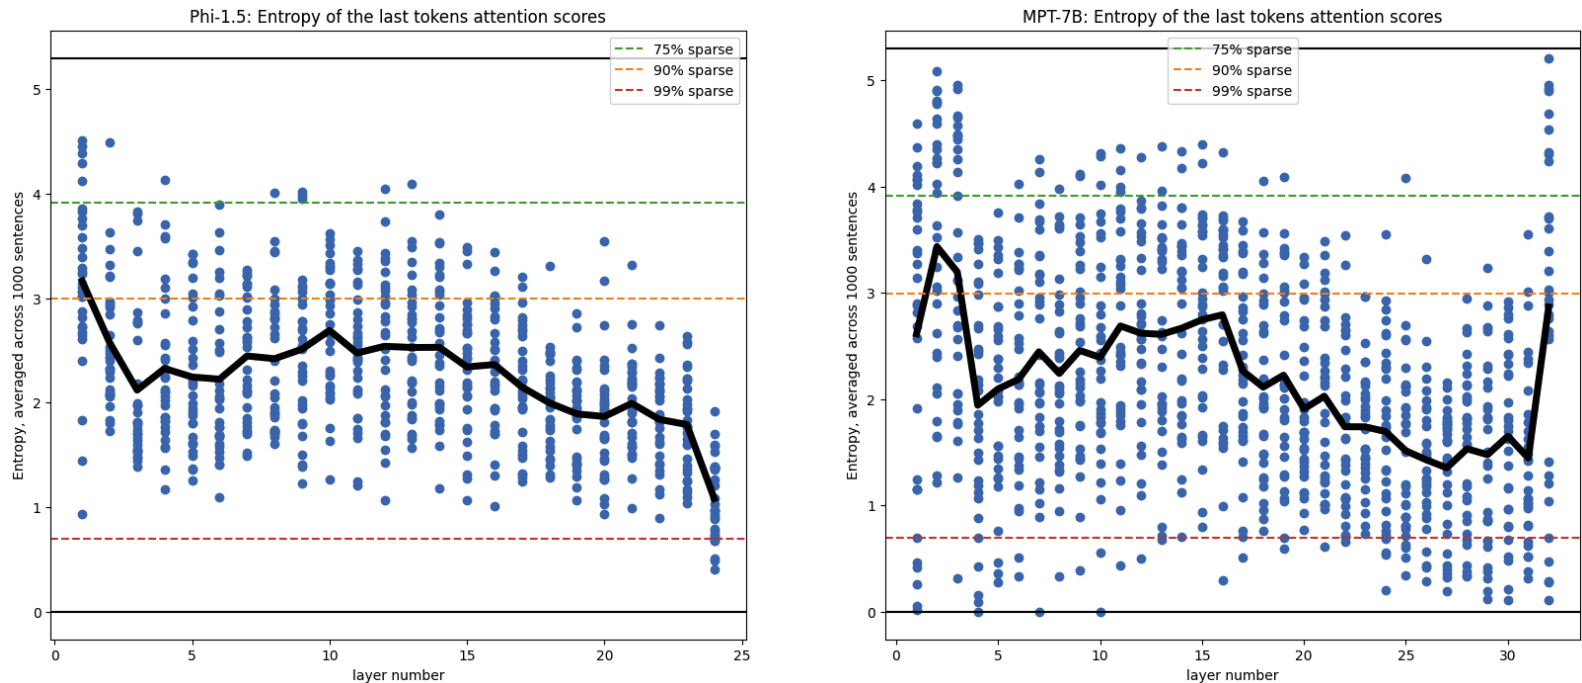 Phi-1.5: Entropy of the last tokens attention scores
75% sparse
90% sparse
99% sparse
5
4
3
2
1
0
Entropy, averaged across 1000 sentences
0
5
10
15
20
25
layer number
MPT-7B: Entropy of the last tokens attention scores
75% sparse
90% sparse
99% sparse
5
4
3
2
1
0
Entropy, averaged across 1000 sentences
0
5
10
15
20
25
30
layer number